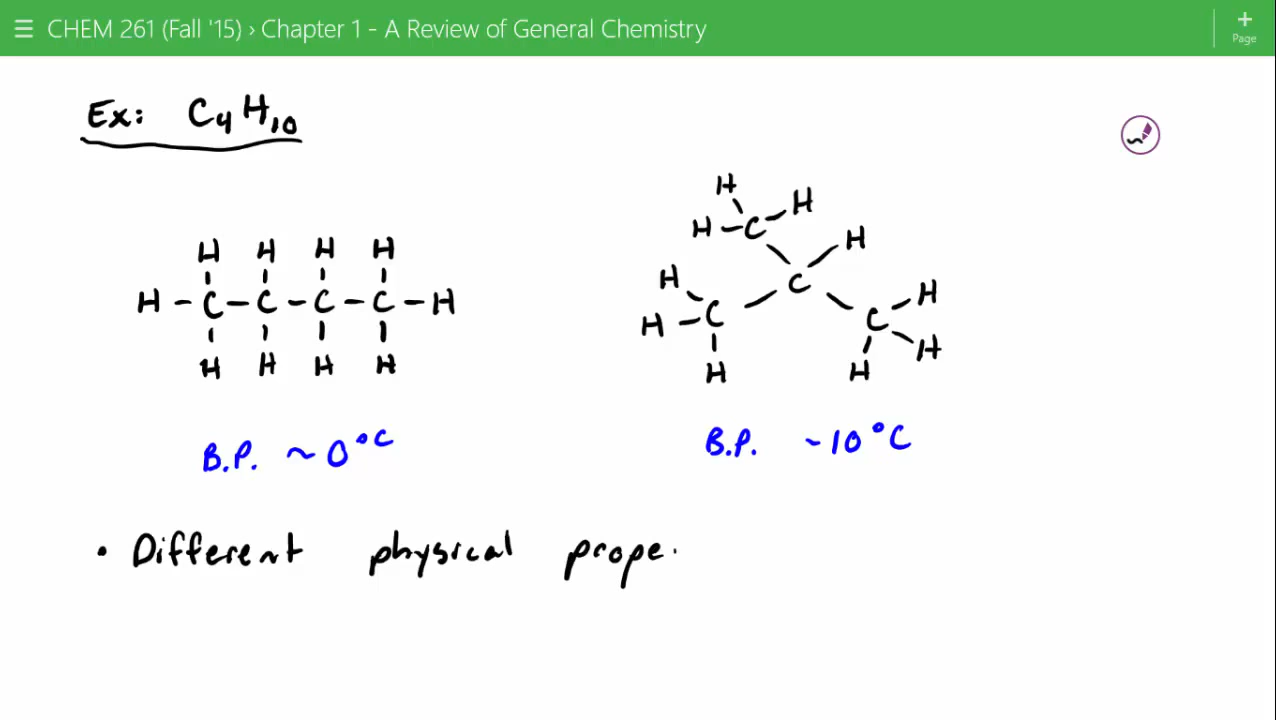 CHEM 261 (Fall '15) › Chapter 1 - A Review of General Chemistry
+
Page
Ex: C₄H₁₀
H H H H
H - C - C - C - C - H
H H H H
H H
H - C H
H C
H - C C H
H H H
B.P. ~0°C
B.P. ~10°C
• Different physical prope